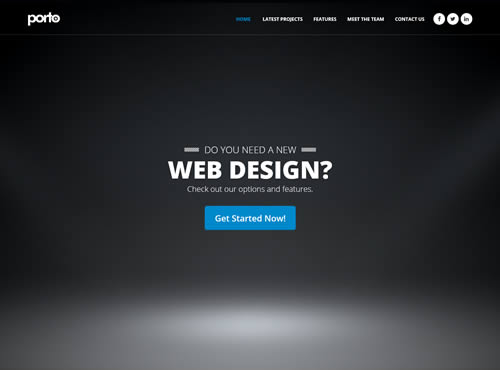 porto
HOME LATEST PROJECTS FEATURES MEET THE TEAM CONTACT US
DO YOU NEED A NEW
WEB DESIGN?
Check out our options and features.
Get Started Now!